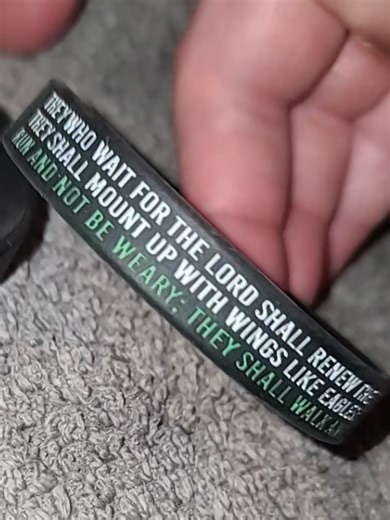 THEY WHO WAIT FOR THE LORD SHALL RENEW THE
THEY SHALL MOUNT UP WITH WINGS LIKE EAGLES
RUN AND NOT BE WEARY; THEY SHALL WALK A